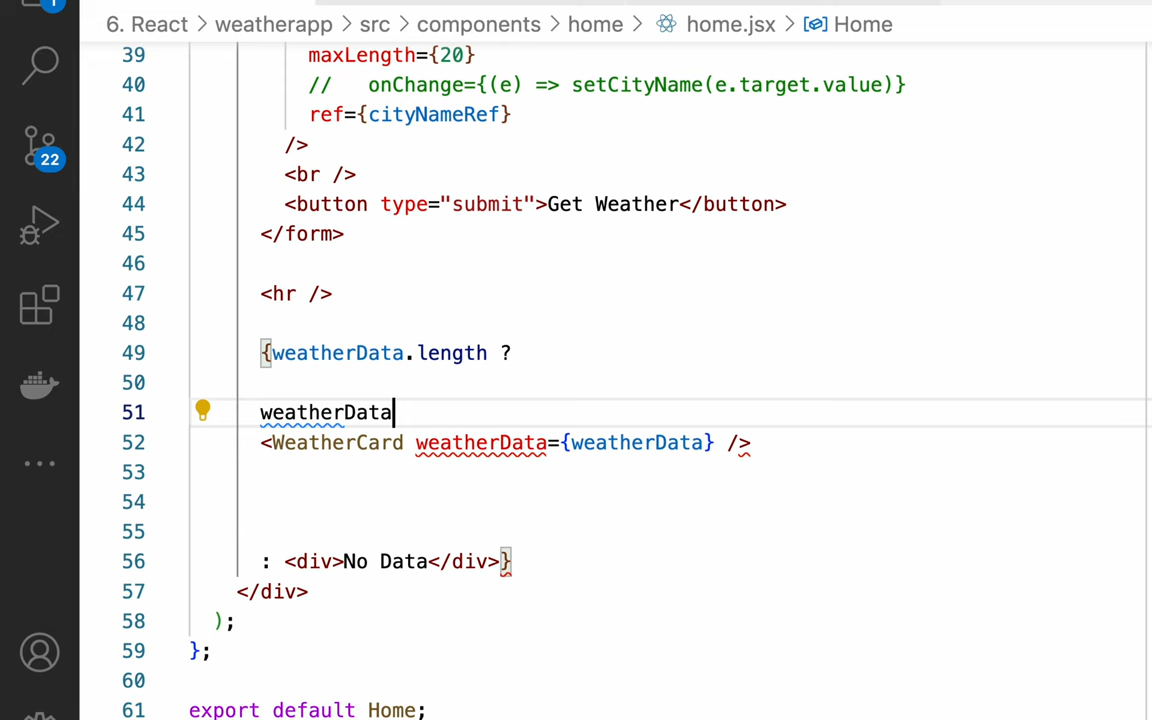 1
6. React > weatherapp > src > components > home > home.jsx > Home
39 maxLength={20}
40 // onChange={(e) => setCityName(e.target.value)}
41 ref={cityNameRef}
42 />
43 <br />
44 <button type="submit">Get Weather</button>
45 </form>
46
47 <hr />
48
49 {weatherData.length ?
50
51 weatherData
52 <WeatherCard weatherData={weatherData} />
53
54
55
56 : <div>No Data</div>}
57 </div>
58 );
59 };
60
61 export default Home;
22